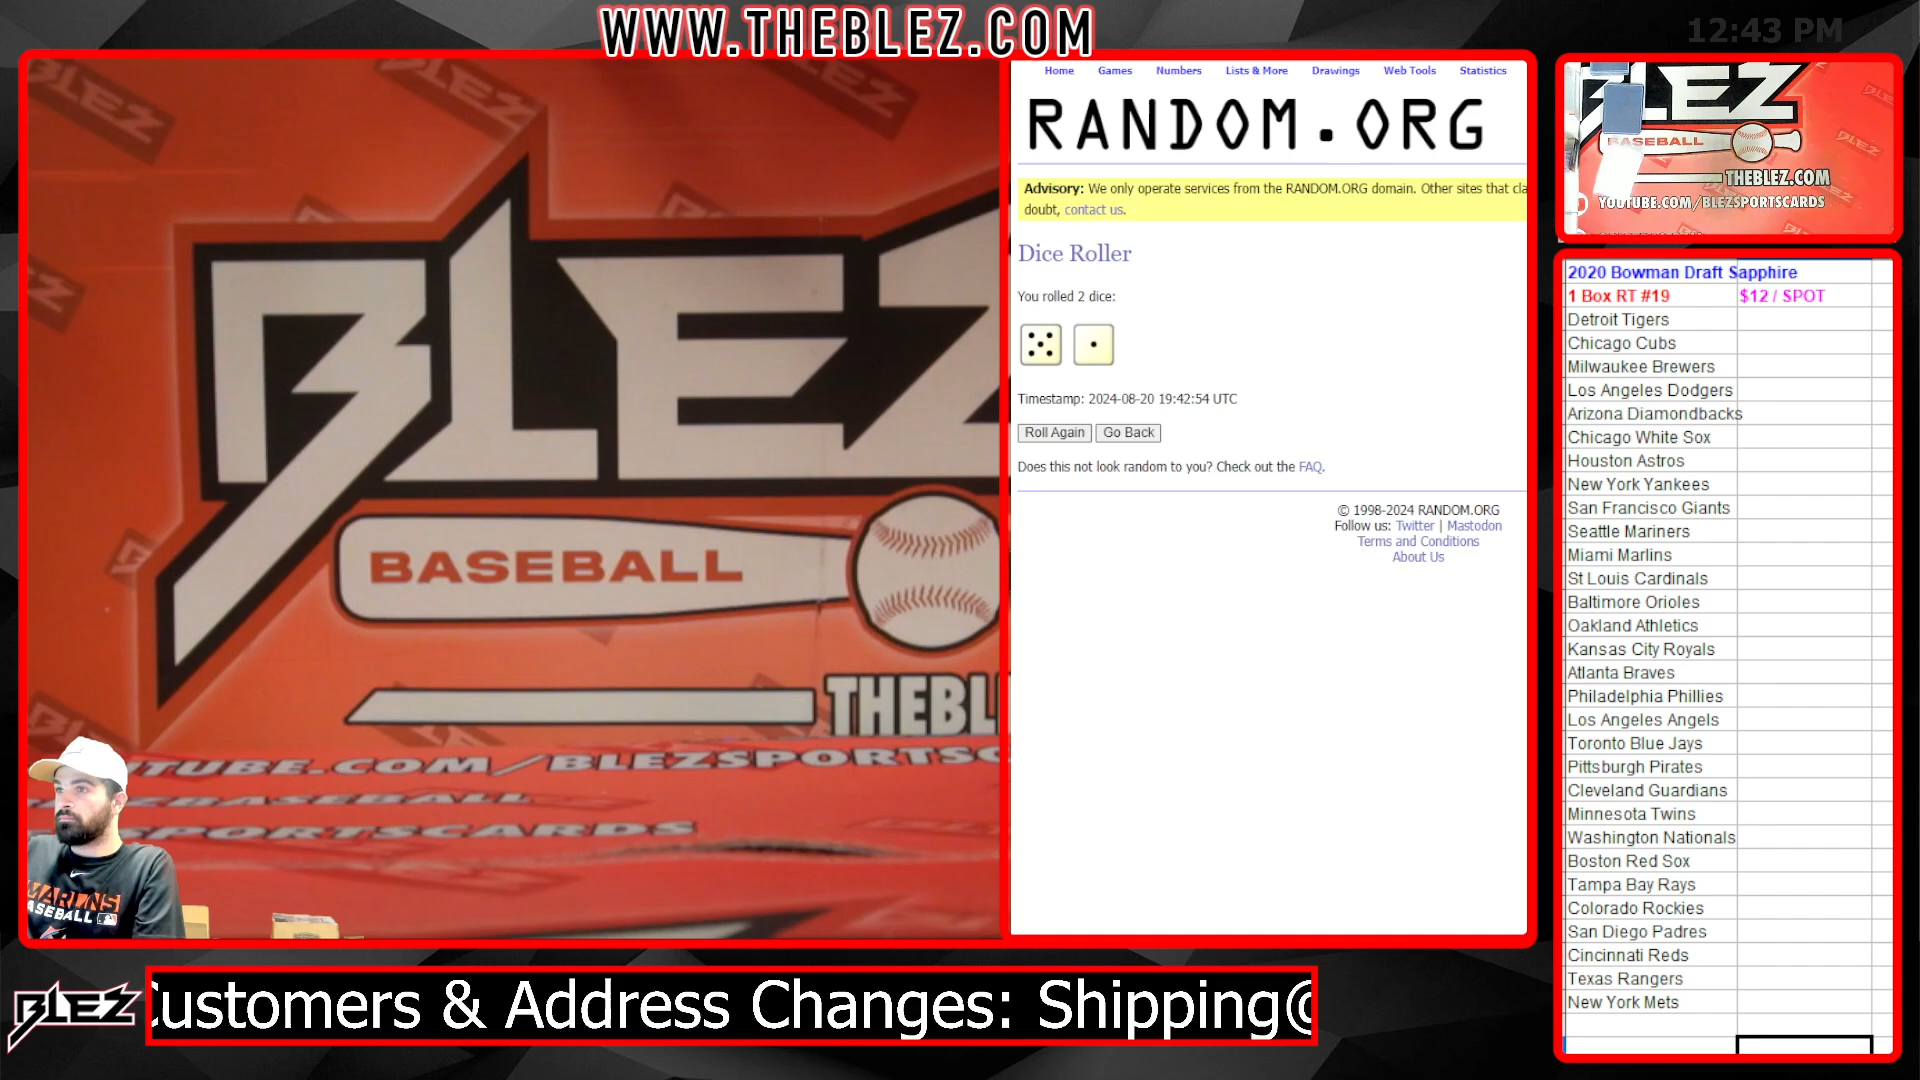 WWW.THEBLEZ.COM
12:43 PM
BLEZ
BASEBALL
THEBL
BLEZSPORTSC
MARLINS
ASEBALL
Home Games Numbers Lists & More Drawings Web Tools Statistics
RANDOM.ORG
Advisory: We only operate services from the RANDOM.ORG domain. Other sites that cla
doubt, contact us.
Dice Roller
You rolled 2 dice:
Timestamp: 2024-08-20 19:42:54 UTC
Roll Again Go Back
Does this not look random to you? Check out the FAQ.
© 1998-2024 RANDOM.ORG
Follow us: Twitter | Mastodon
Terms and Conditions
About Us
BLEZ
BASEBALL
THEBLEZ.COM
YOUTUBE.COM/BLEZSPORTSCARDS
2020 Bowman Draft Sapphire
1 Box RT #19 $12 / SPOT
Detroit Tigers
Chicago Cubs
Milwaukee Brewers
Los Angeles Dodgers
Arizona Diamondbacks
Chicago White Sox
Houston Astros
New York Yankees
San Francisco Giants
Seattle Mariners
Miami Marlins
St Louis Cardinals
Baltimore Orioles
Oakland Athletics
Kansas City Royals
Atlanta Braves
Philadelphia Phillies
Los Angeles Angels
Toronto Blue Jays
Pittsburgh Pirates
Cleveland Guardians
Minnesota Twins
Washington Nationals
Boston Red Sox
Tampa Bay Rays
Colorado Rockies
San Diego Padres
Cincinnati Reds
Texas Rangers
New York Mets
BLEZ
Customers & Address Changes: Shipping@